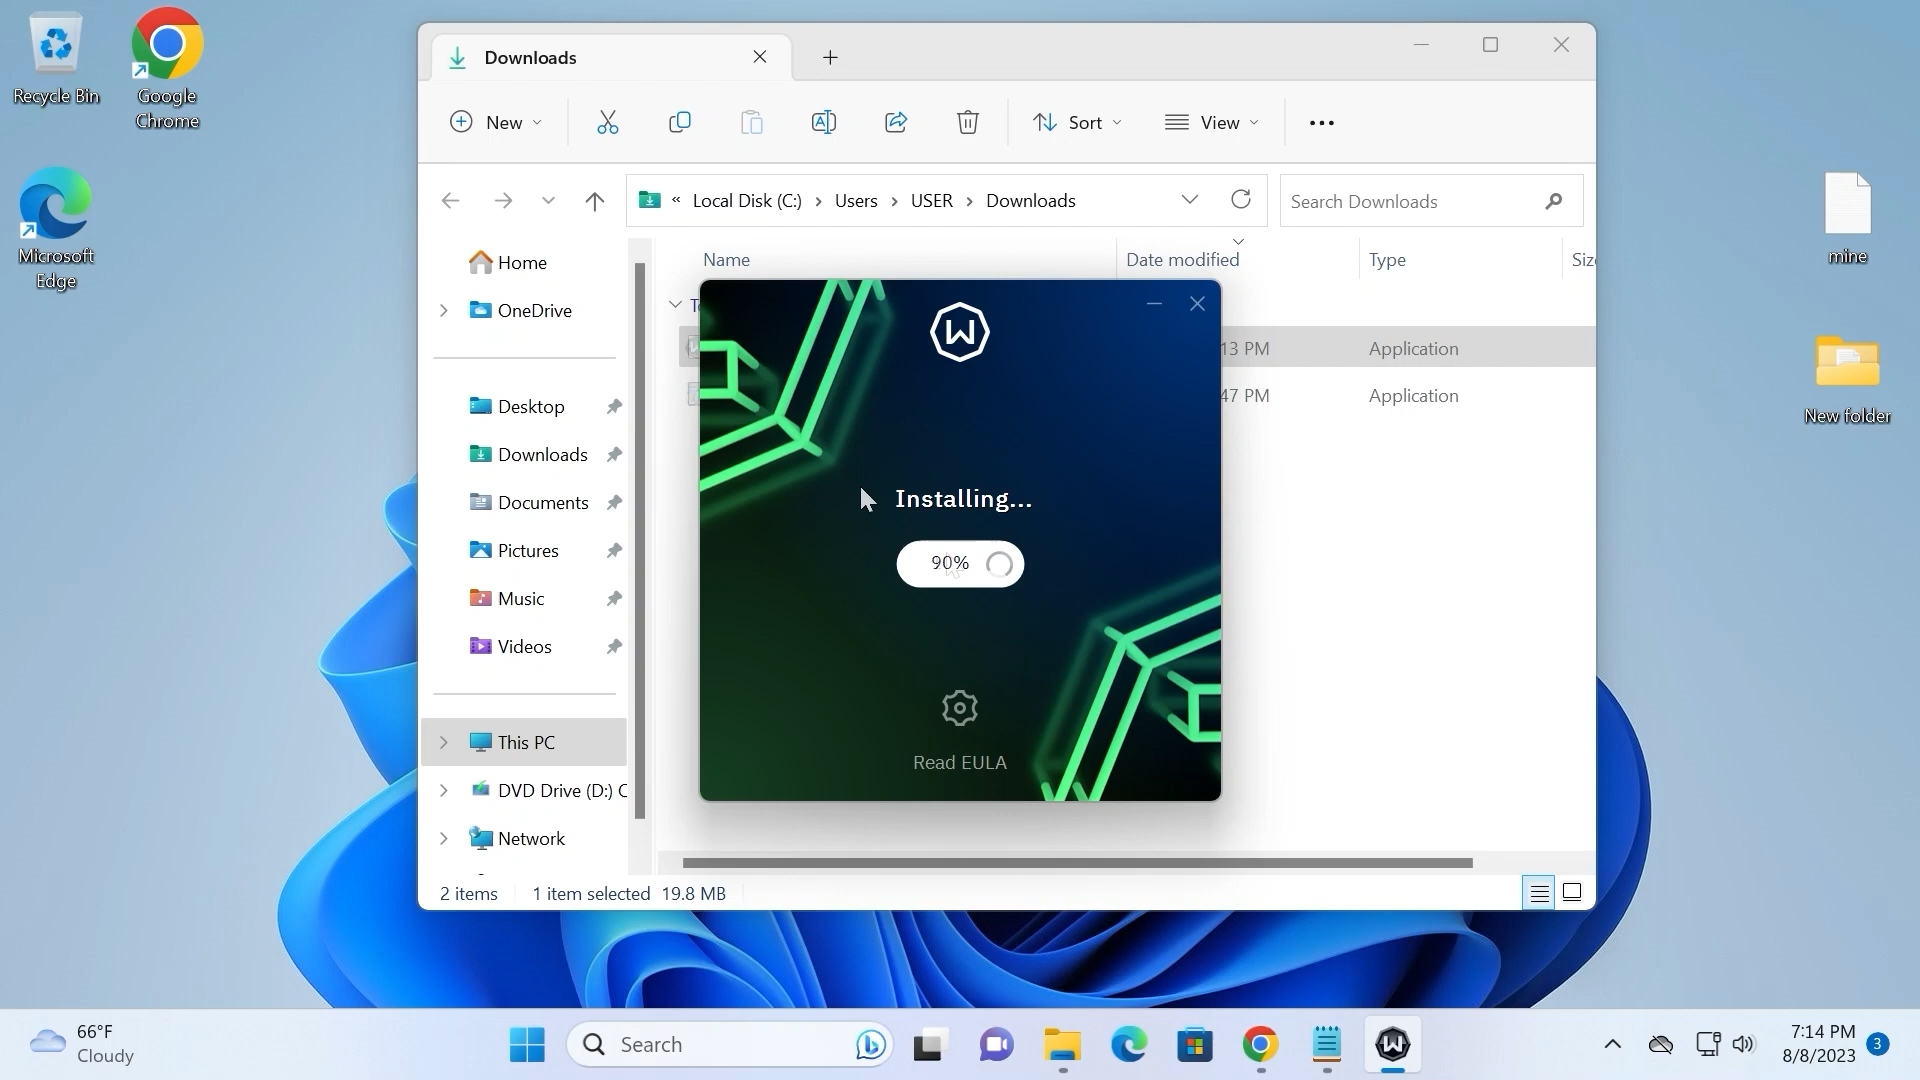 Recycle Bin
Google
Chrome
Microsoft
Edge
mine
New folder
Downloads
New
Sort
View
« Local Disk (C:) › Users › USER › Downloads
Search Downloads
Home
OneDrive
Desktop
Downloads
Documents
Pictures
Music
Videos
This PC
DVD Drive (D:) C
Network
Name
Date modified
Type
13 PM
Application
47 PM
Application
Installing...
90%
Read EULA
2 items
1 item selected 19.8 MB
66°F
Cloudy
Search
7:14 PM
8/8/2023
3